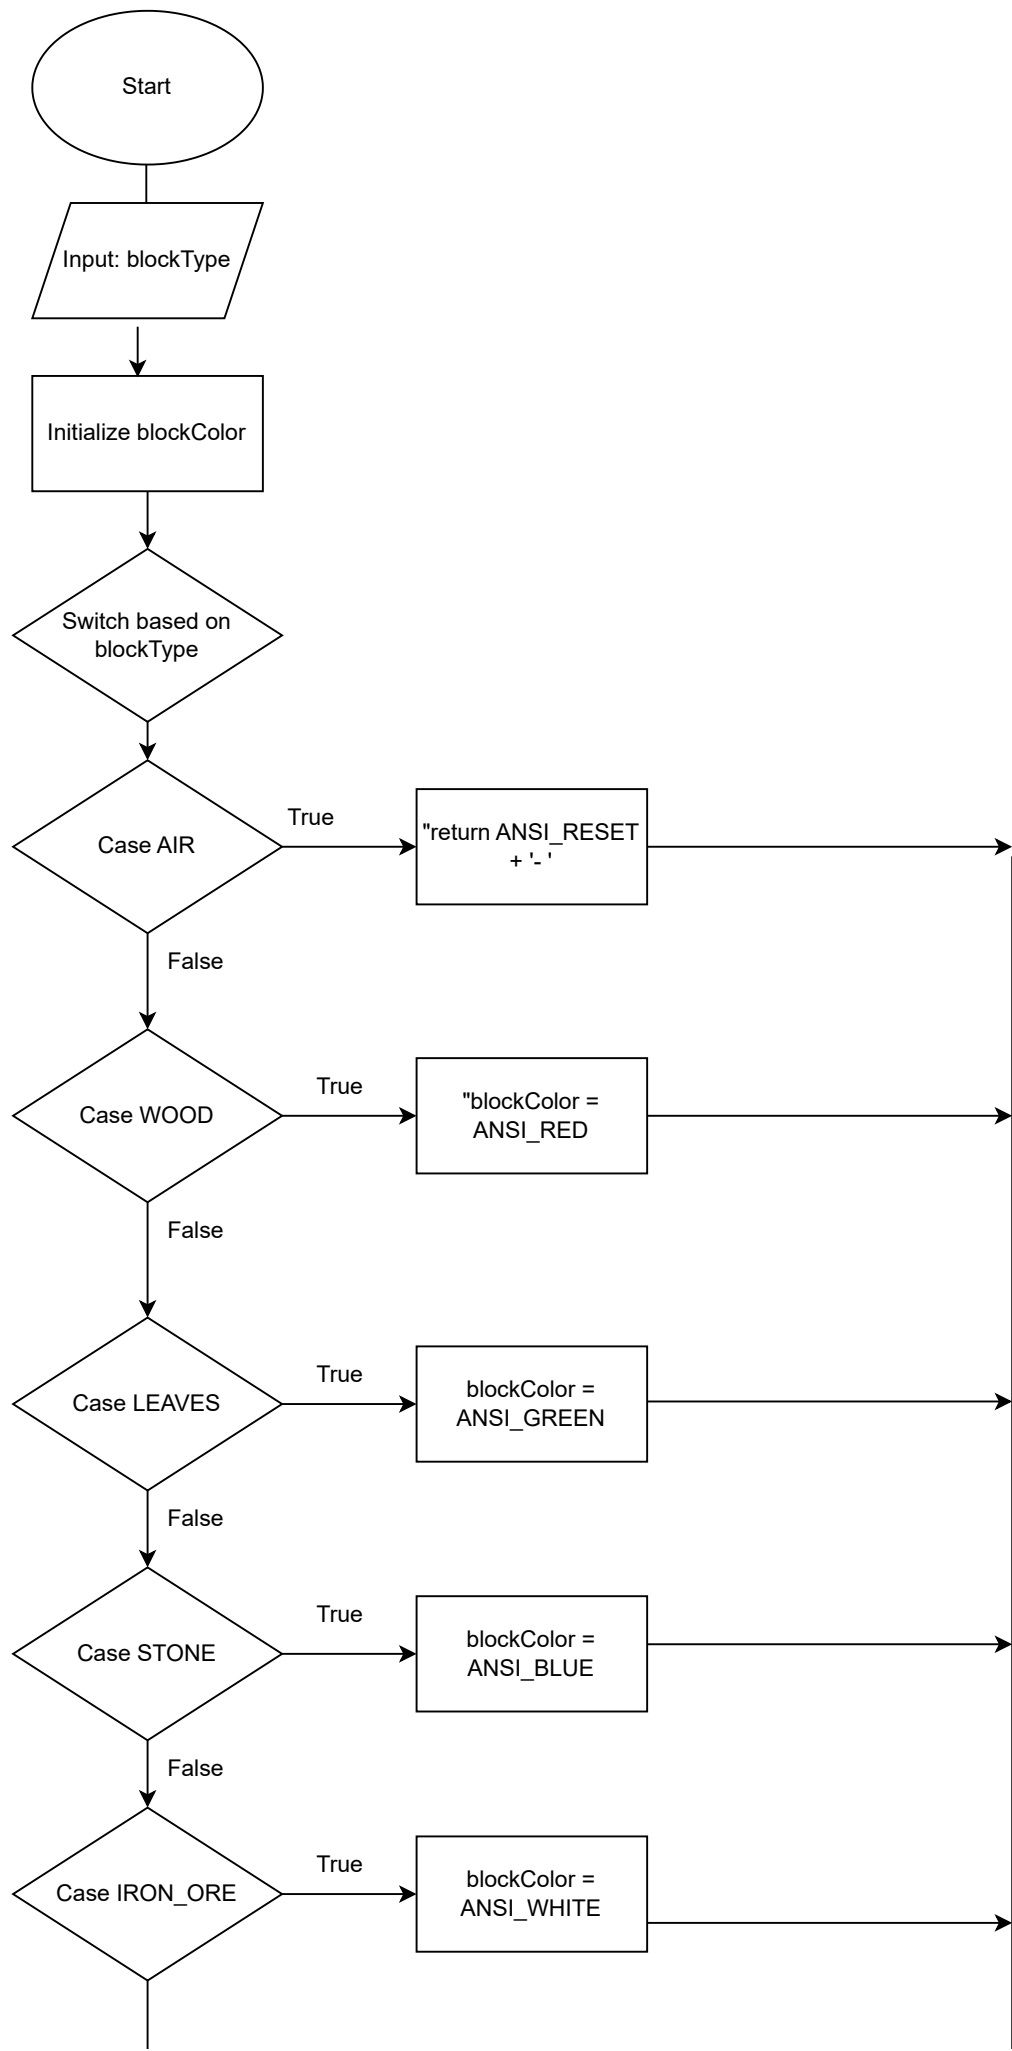 Start
Input: blockType
Initialize blockColor
Switch based on
blockType
Case AIR
True
"return ANSI_RESET
+ '- '
False
Case WOOD
True
"blockColor =
ANSI_RED
False
Case LEAVES
True
blockColor =
ANSI_GREEN
False
Case STONE
True
blockColor =
ANSI_BLUE
False
Case IRON_ORE
True
blockColor =
ANSI_WHITE